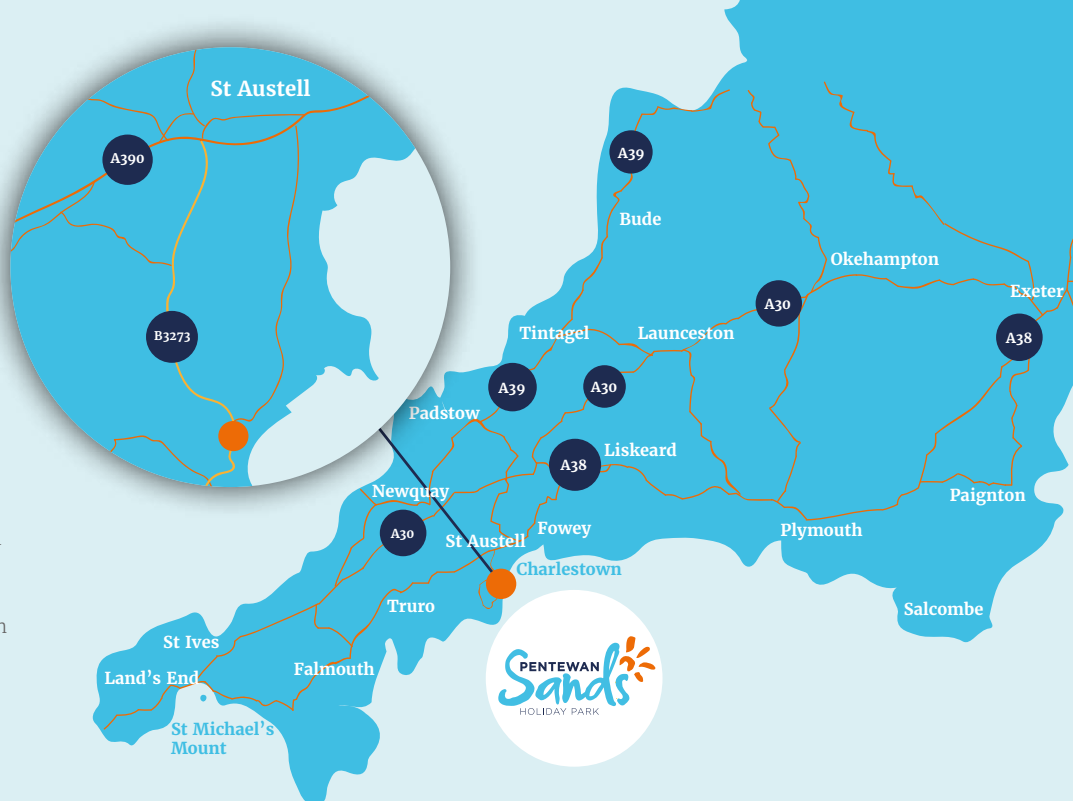 St Austell
A390
B3273
A39
Bude
Okehampton
A30
Exeter
A38
Tintagel
Launceston
A39
A30
Padstow
A38
Liskeard
Newquay
Paignton
A30
St Austell
Fowey
Plymouth
Charlestown
Truro
Salcombe
St Ives
Land's End
Falmouth
St Michael's
Mount
PENTEWAN
Sands
HOLIDAY PARK